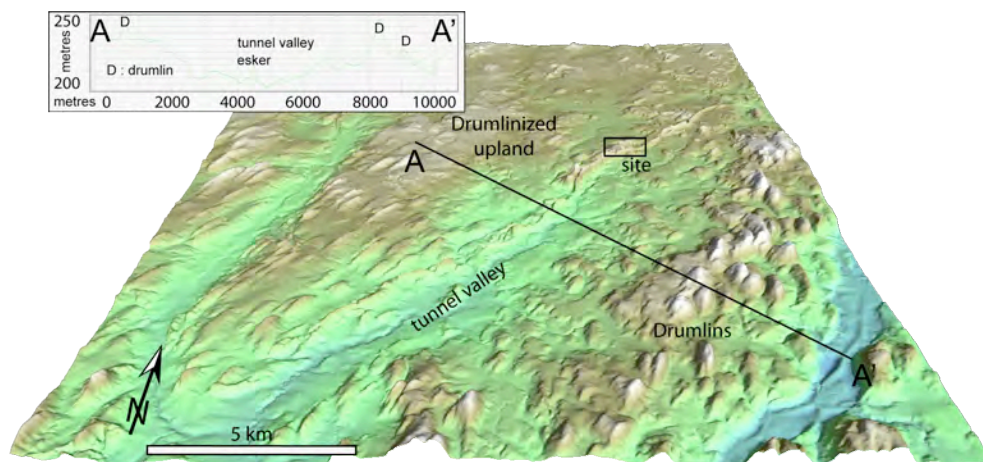 A D D A’
250
metres
tunnel valley
esker
D
D : drumlin
200
metres 0 2000 4000 6000 8000 10000
Drumlinized
upland
A
site
tunnel valley
Drumlins
A’
N
5 km